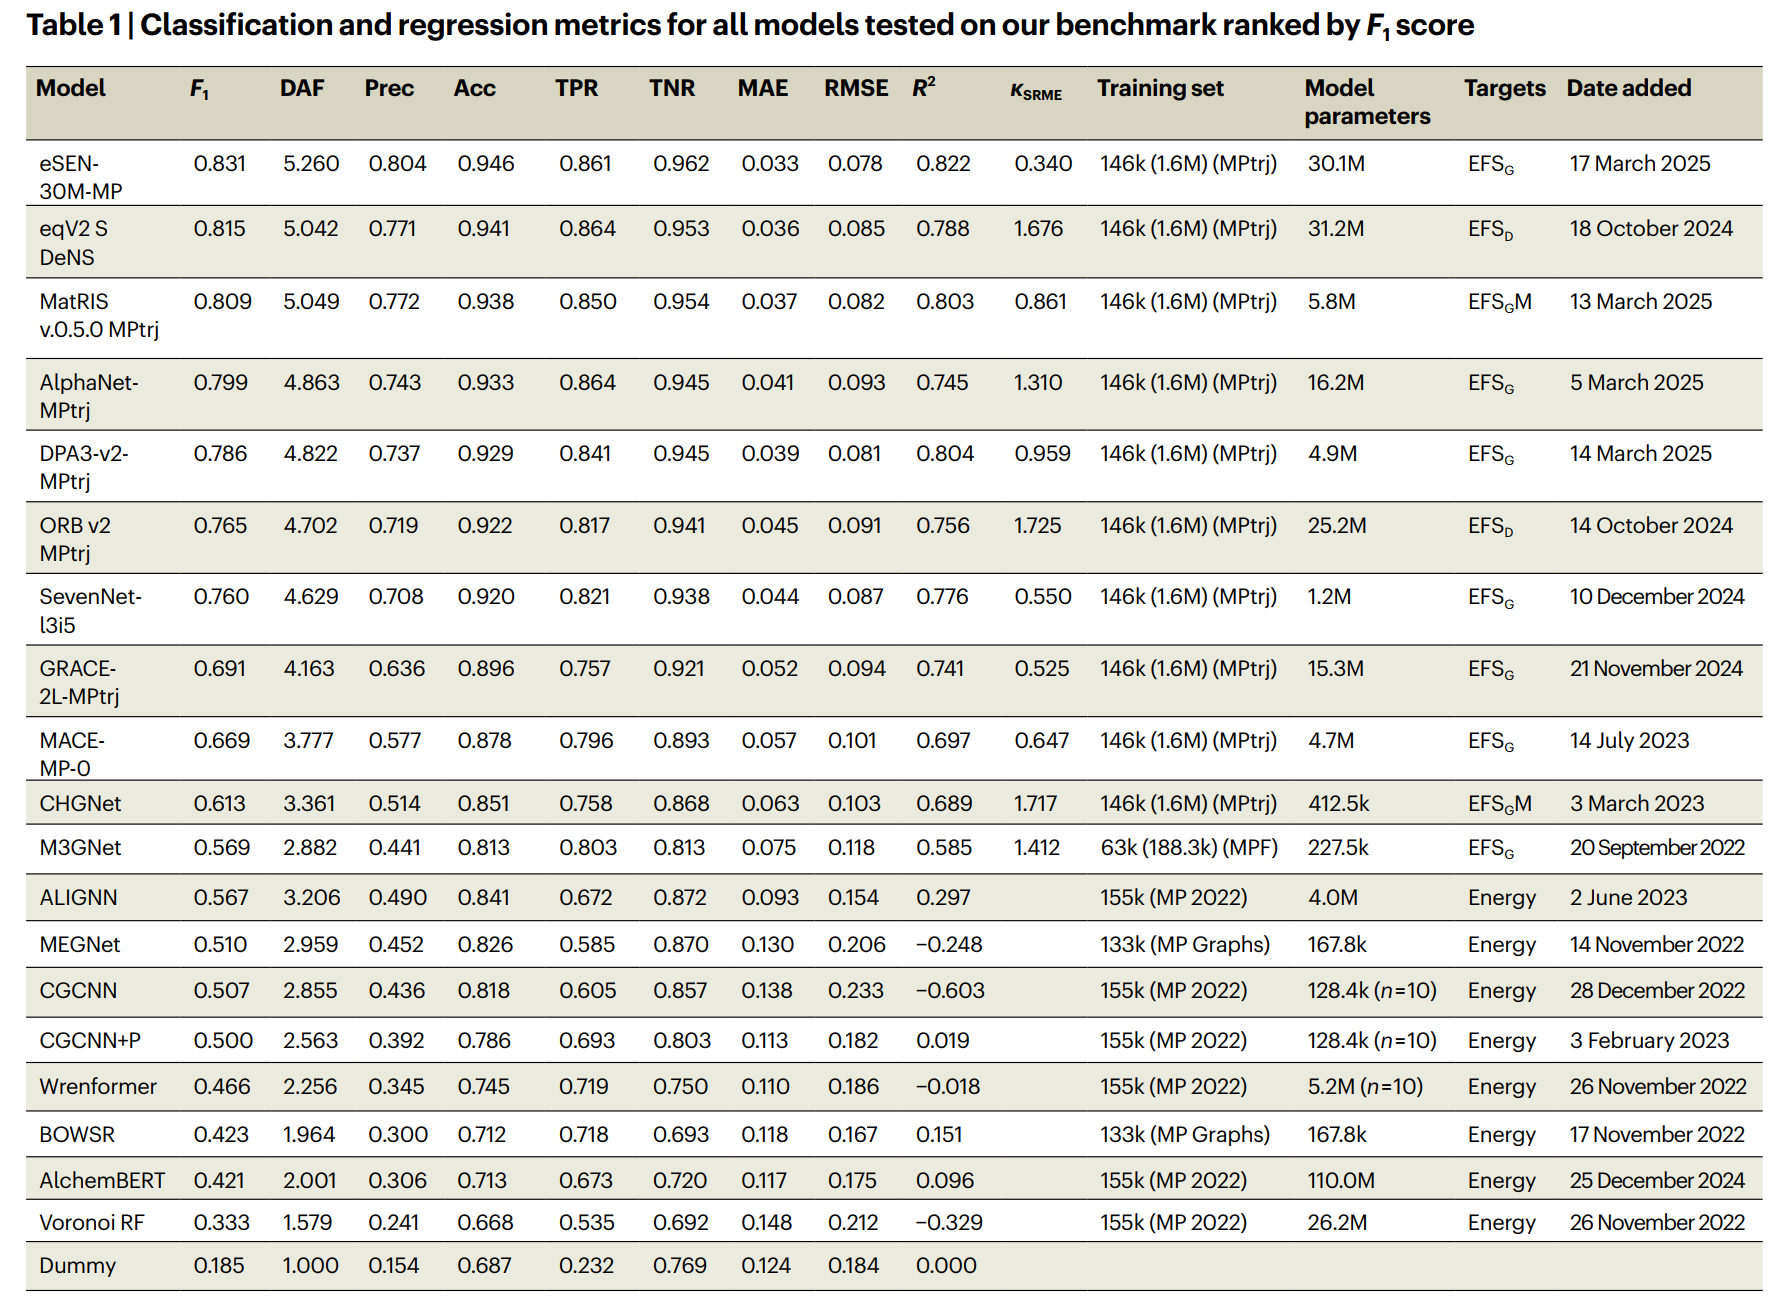 Table 1 | Classification and regression metrics for all models tested on our benchmark ranked by F1 score
Model F1 DAF Prec Acc TPR TNR MAE RMSE R2 κSRME Training set Model parameters Targets Date added
eSEN-30M-MP 0.831 5.260 0.804 0.946 0.861 0.962 0.033 0.078 0.822 0.340 146k (1.6M) (MPtrj) 30.1M EFSG 17 March 2025
eqV2 S DeNS 0.815 5.042 0.771 0.941 0.864 0.953 0.036 0.085 0.788 1.676 146k (1.6M) (MPtrj) 31.2M EFSD 18 October 2024
MatRIS v.0.5.0 MPtrj 0.809 5.049 0.772 0.938 0.850 0.954 0.037 0.082 0.803 0.861 146k (1.6M) (MPtrj) 5.8M EFSGM 13 March 2025
AlphaNet-MPtrj 0.799 4.863 0.743 0.933 0.864 0.945 0.041 0.093 0.745 1.310 146k (1.6M) (MPtrj) 16.2M EFSG 5 March 2025
DPA3-v2-MPtrj 0.786 4.822 0.737 0.929 0.841 0.945 0.039 0.081 0.804 0.959 146k (1.6M) (MPtrj) 4.9M EFSG 14 March 2025
ORB v2 MPtrj 0.765 4.702 0.719 0.922 0.817 0.941 0.045 0.091 0.756 1.725 146k (1.6M) (MPtrj) 25.2M EFSD 14 October 2024
SevenNet-l3i5 0.760 4.629 0.708 0.920 0.821 0.938 0.044 0.087 0.776 0.550 146k (1.6M) (MPtrj) 1.2M EFSG 10 December 2024
GRACE-2L-MPtrj 0.691 4.163 0.636 0.896 0.757 0.921 0.052 0.094 0.741 0.525 146k (1.6M) (MPtrj) 15.3M EFSG 21 November 2024
MACE-MP-0 0.669 3.777 0.577 0.878 0.796 0.893 0.057 0.101 0.697 0.647 146k (1.6M) (MPtrj) 4.7M EFSG 14 July 2023
CHGNet 0.613 3.361 0.514 0.851 0.758 0.868 0.063 0.103 0.689 1.717 146k (1.6M) (MPtrj) 412.5k EFSGM 3 March 2023
M3GNet 0.569 2.882 0.441 0.813 0.803 0.813 0.075 0.118 0.585 1.412 63k (188.3k) (MPF) 227.5k EFSG 20 September 2022
ALIGNN 0.567 3.206 0.490 0.841 0.672 0.872 0.093 0.154 0.297 155k (MP 2022) 4.0M Energy 2 June 2023
MEGNet 0.510 2.959 0.452 0.826 0.585 0.870 0.130 0.206 −0.248 133k (MP Graphs) 167.8k Energy 14 November 2022
CGCNN 0.507 2.855 0.436 0.818 0.605 0.857 0.138 0.233 −0.603 155k (MP 2022) 128.4k (n=10) Energy 28 December 2022
CGCNN+P 0.500 2.563 0.392 0.786 0.693 0.803 0.113 0.182 0.019 155k (MP 2022) 128.4k (n=10) Energy 3 February 2023
Wrenformer 0.466 2.256 0.345 0.745 0.719 0.750 0.110 0.186 −0.018 155k (MP 2022) 5.2M (n=10) Energy 26 November 2022
BOWSR 0.423 1.964 0.300 0.712 0.718 0.693 0.118 0.167 0.151 133k (MP Graphs) 167.8k Energy 17 November 2022
AlchemBERT 0.421 2.001 0.306 0.713 0.673 0.720 0.117 0.175 0.096 155k (MP 2022) 110.0M Energy 25 December 2024
Voronoi RF 0.333 1.579 0.241 0.668 0.535 0.692 0.148 0.212 −0.329 155k (MP 2022) 26.2M Energy 26 November 2022
Dummy 0.185 1.000 0.154 0.687 0.232 0.769 0.124 0.184 0.000